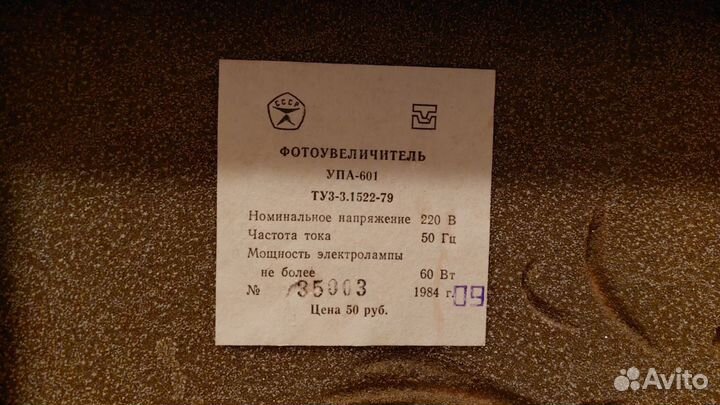 СССР
ФОТОУВЕЛИЧИТЕЛЬ
УПА-601
ТУ3-3.1522-79
Номинальное напряжение 220 В
Частота тока 50 Гц
Мощность электролампы
не более 60 Вт
№ 35003 1984 г. 09
Цена 50 руб.
Avito